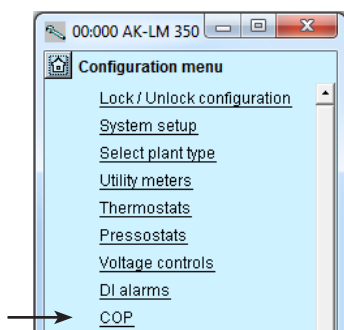 00:000 AK-LM 350
Configuration menu
Lock / Unlock configuration
System setup
Select plant type
Utility meters
Thermostats
Pressostats
Voltage controls
DI alarms
COP